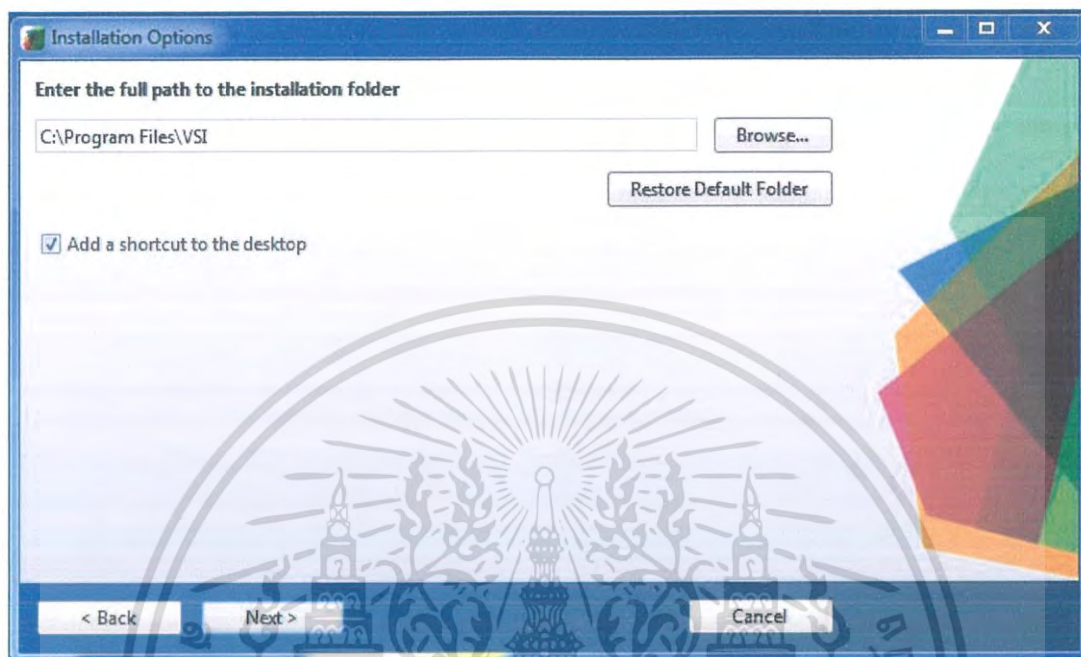 Installation Options
Enter the full path to the installation folder
C:\Program Files\VSI
Browse...
Restore Default Folder
Add a shortcut to the desktop
< Back Next > Cancel